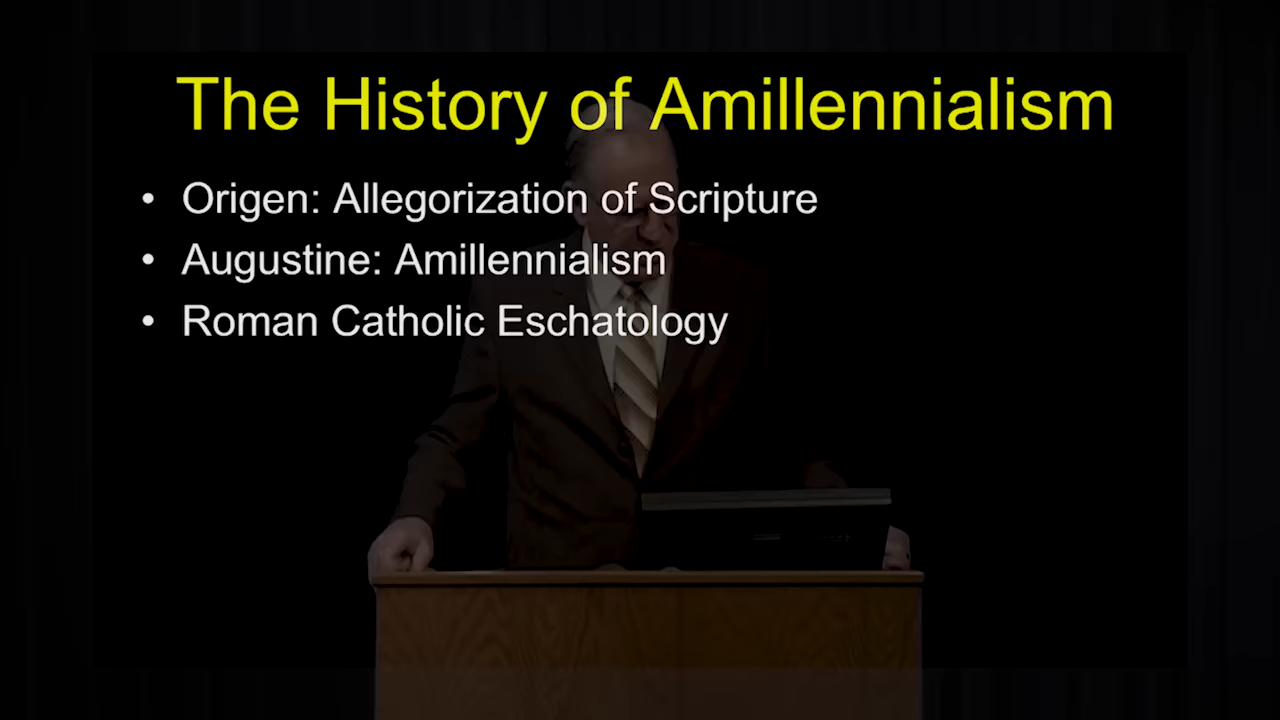 The History of Amillennialism
• Origen: Allegorization of Scripture
• Augustine: Amillennialism
• Roman Catholic Eschatology